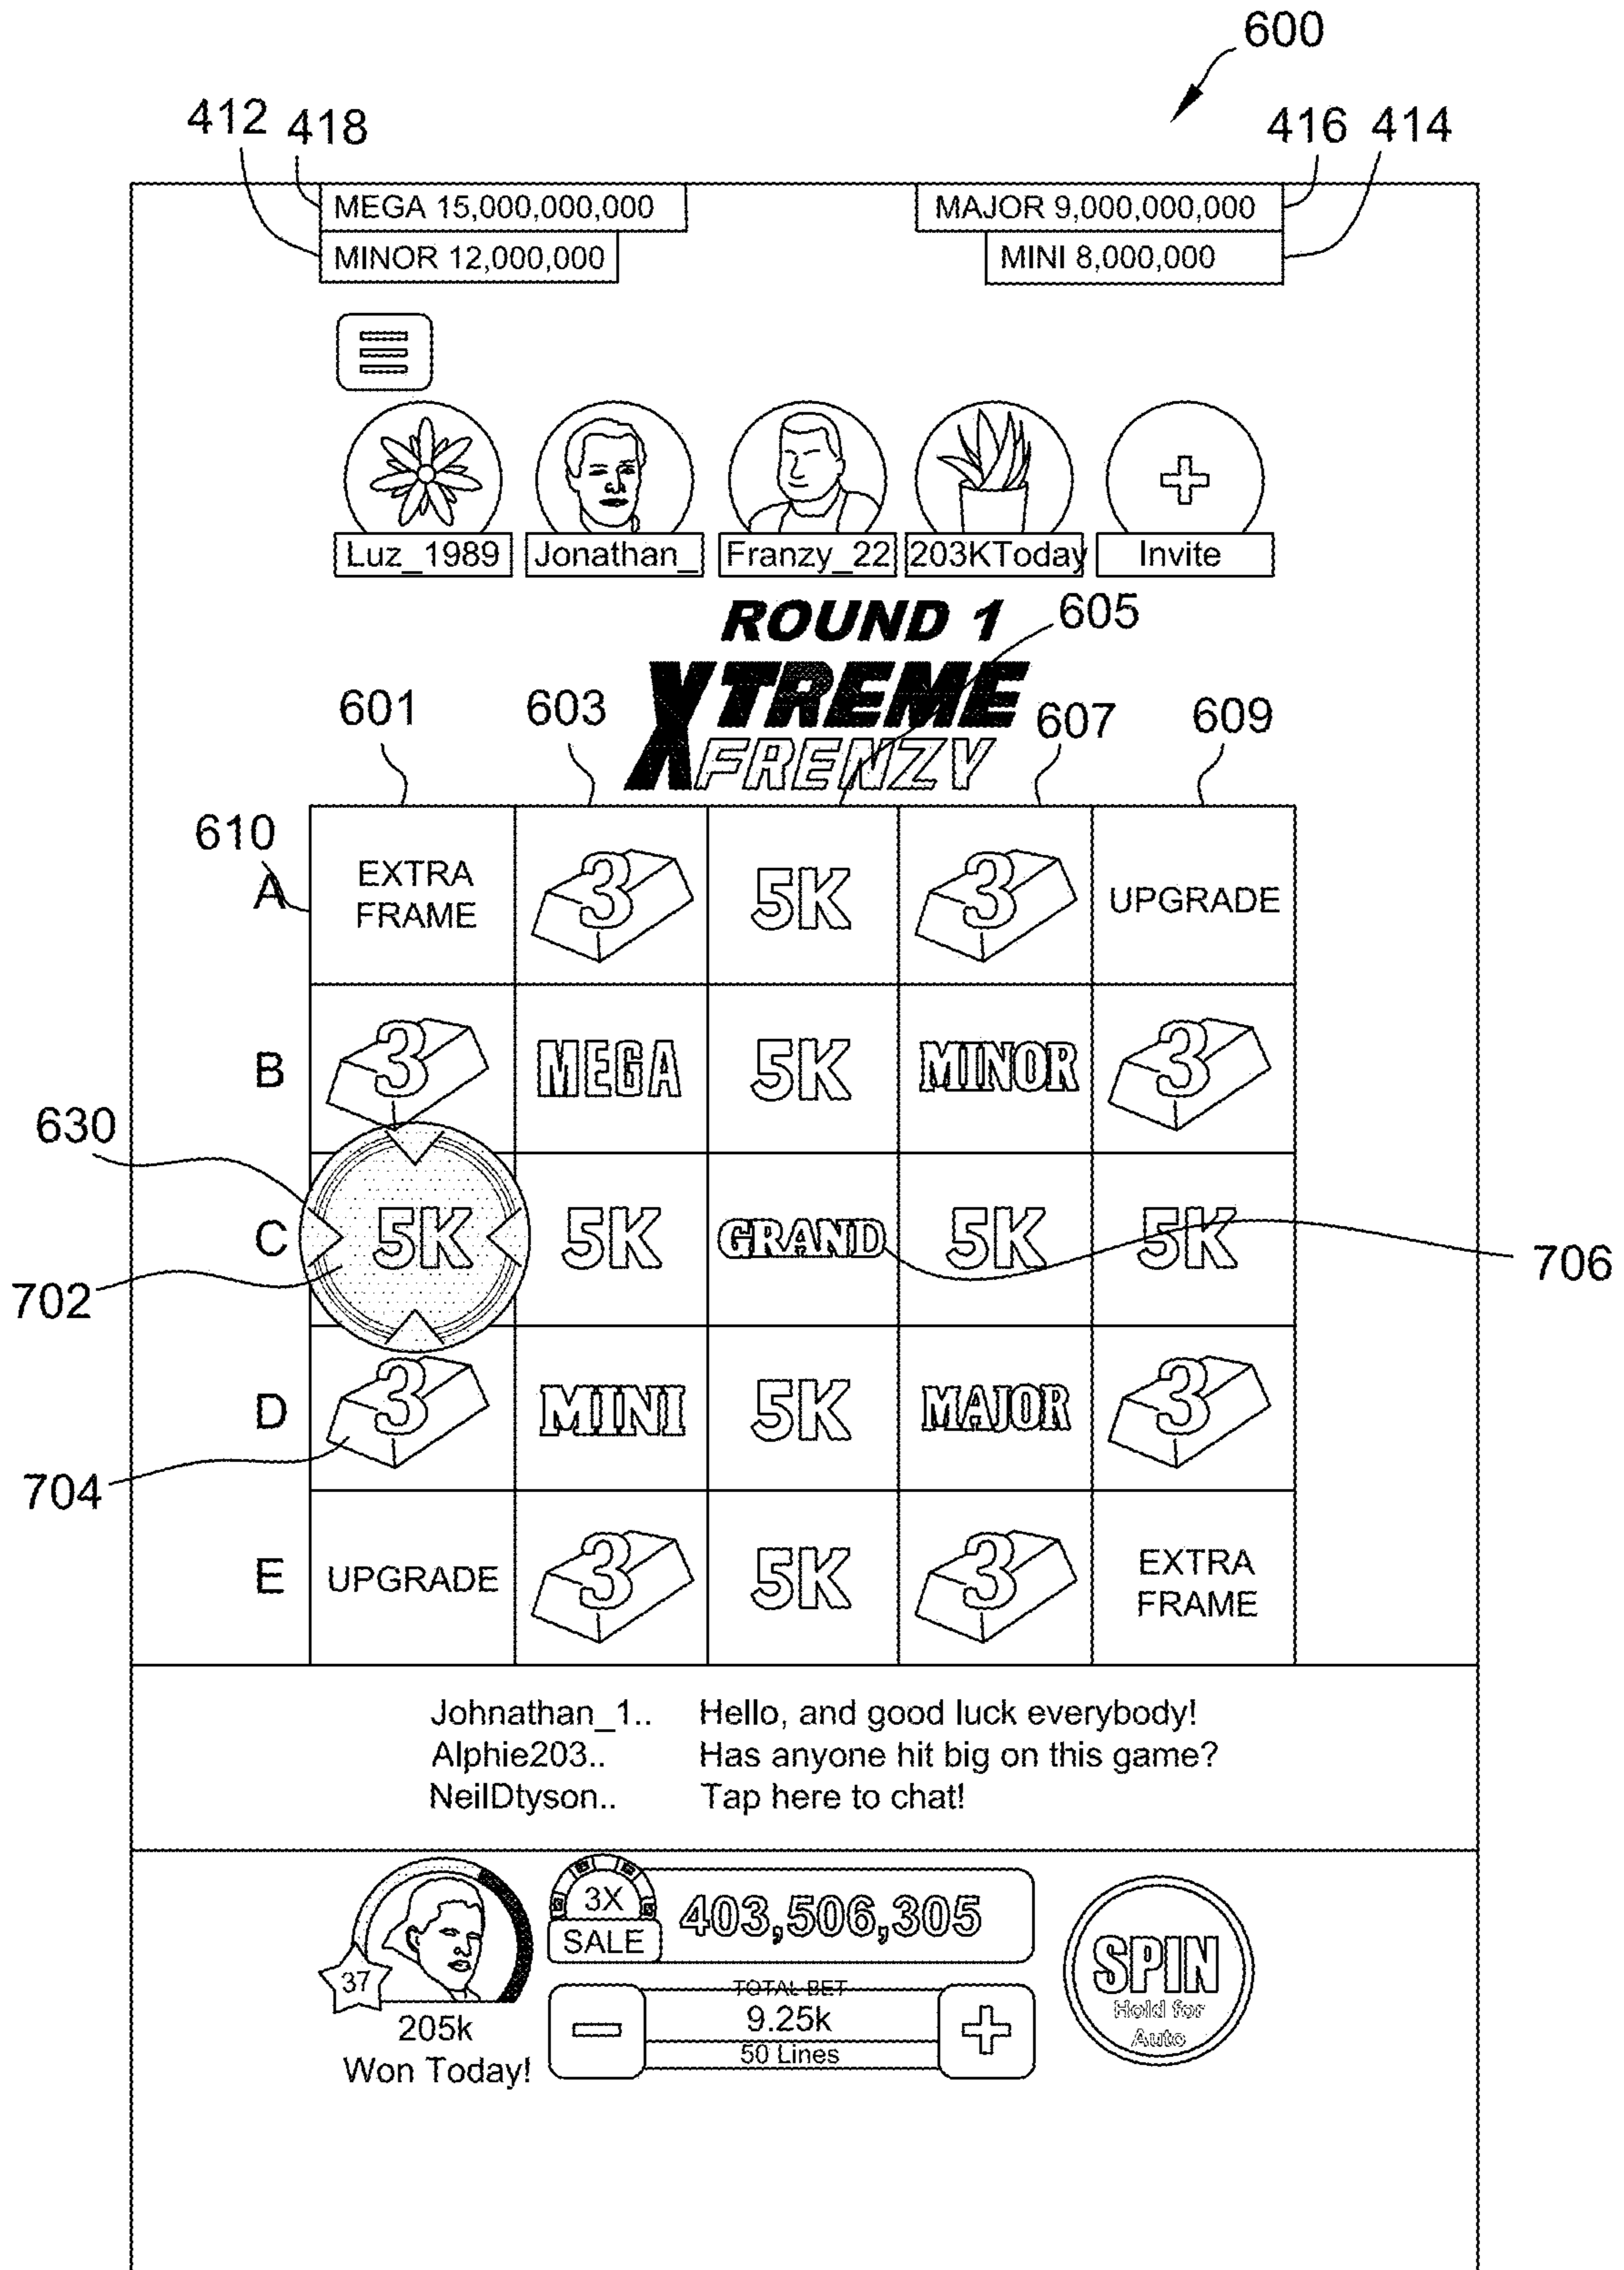 600
412 418 416 414
MEGA 15,000,000,000 MAJOR 9,000,000,000
MINOR 12,000,000 MINI 8,000,000
Luz_1989 Jonathan_ Franzy_22 203KToday Invite
ROUND 1 605
XTREME
601 603 607 609
FRENZY
610
A EXTRA FRAME 3 5K 3 UPGRADE
B 3 MEGA 5K MINOR 3
630
C 5K 5K GRAND 5K 5K
702 706
D 3 MINI 5K MAJOR 3
704
E UPGRADE 3 5K 3 EXTRA FRAME
Johnathan_1.. Hello, and good luck everybody!
Alphie203.. Has anyone hit big on this game?
NeilDtyson.. Tap here to chat!
3X 403,506,305
SALE
SPIN
37 TOTAL BET Hold for
205k 9.25k Auto
Won Today! 50 Lines